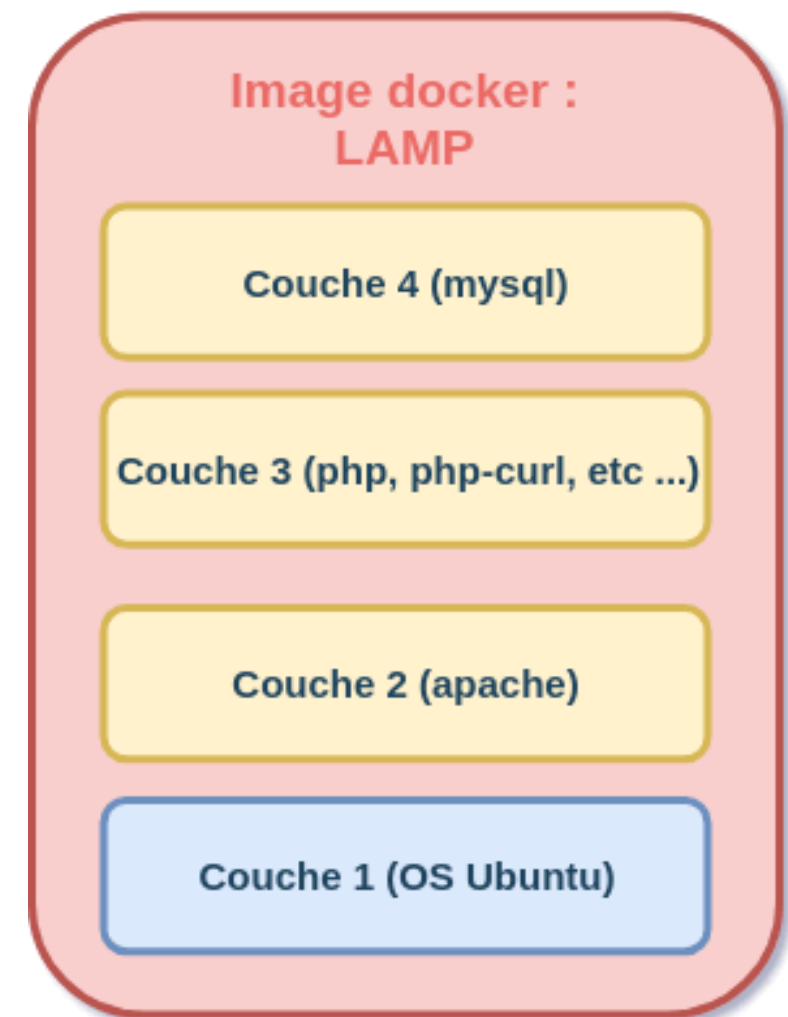 Image docker :
LAMP
Couche 4 (mysql)
Couche 3 (php, php-curl, etc ...)
Couche 2 (apache)
Couche 1 (OS Ubuntu)